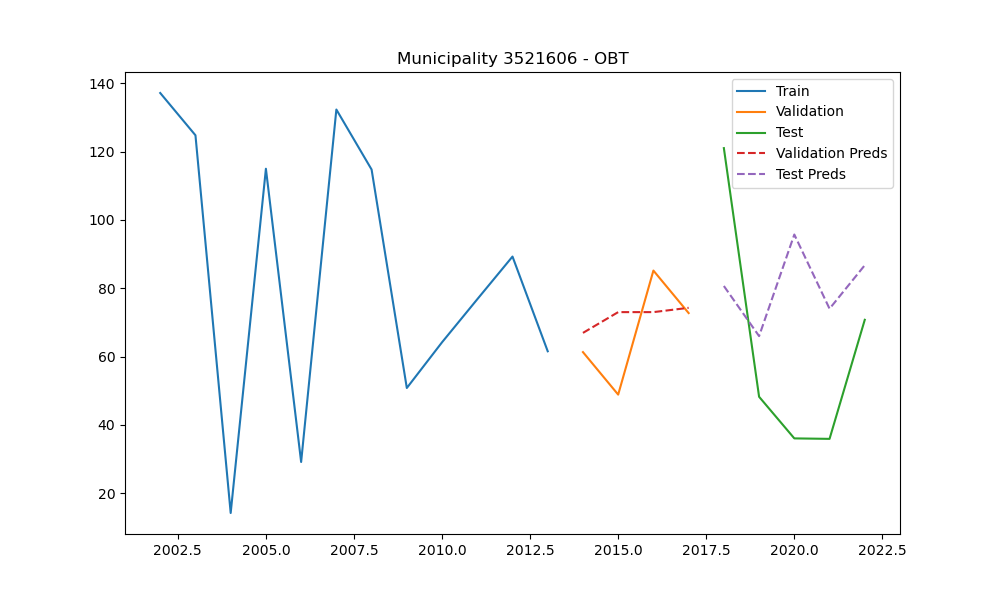 Municipality 3521606 - OBT
Train
Validation
Test
Validation Preds
Test Preds
140
120
100
80
60
40
20
2002.5 2005.0 2007.5 2010.0 2012.5 2015.0 2017.5 2020.0 2022.5